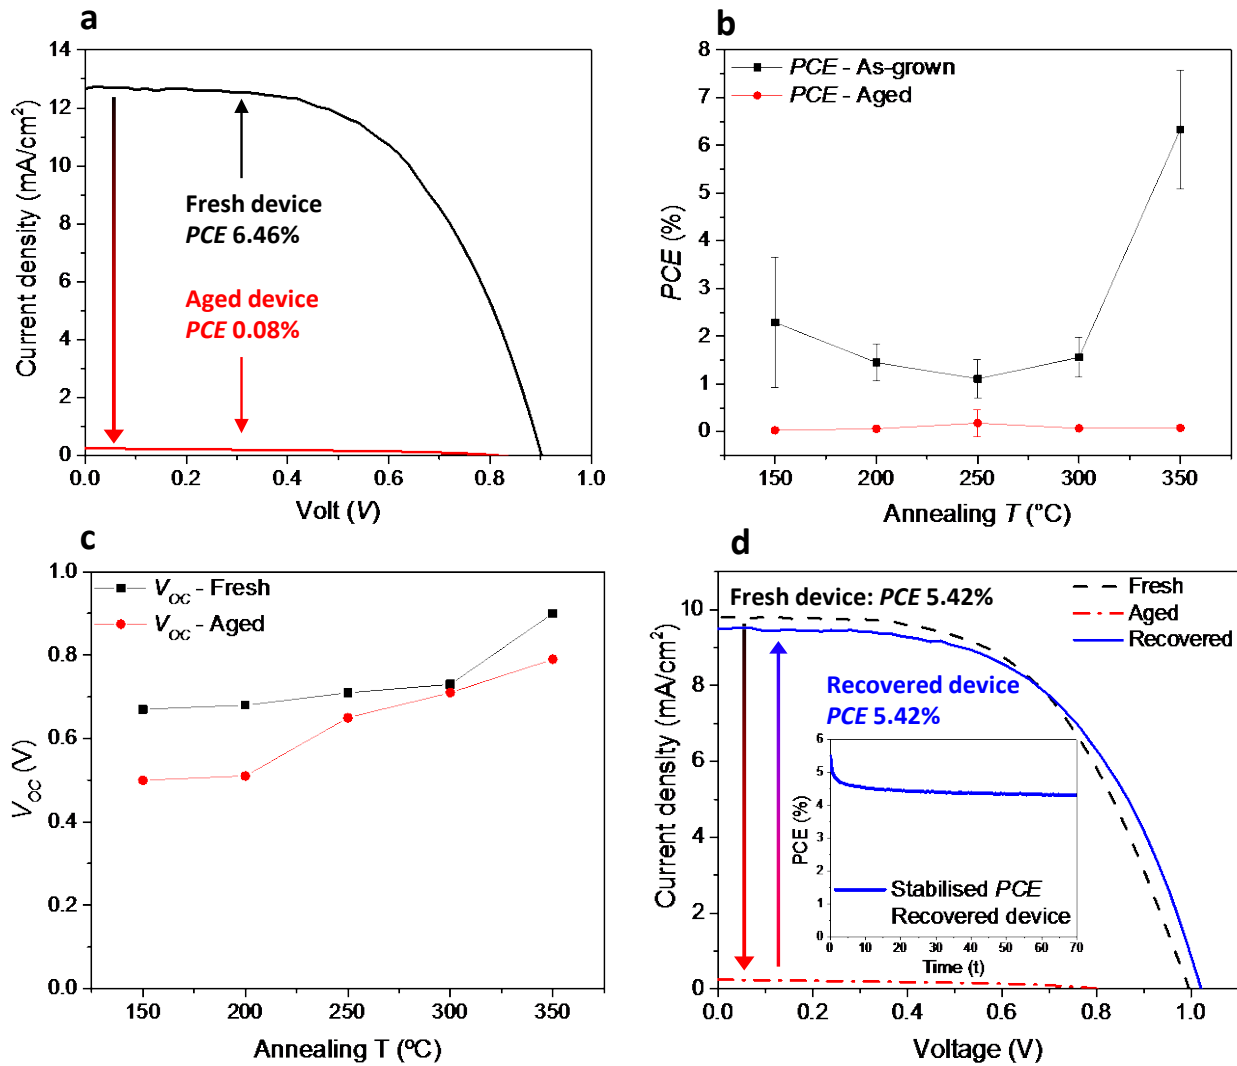 a
14
12
10
8
6
4
2
0
Current density (mA/cm²)
Fresh device
PCE 6.46%
Aged device
PCE 0.08%
0.0 0.2 0.4 0.6 0.8 1.0
Volt (V)
b
PCE - As-grown
PCE - Aged
8
7
6
5
4
3
2
1
0
PCE (%)
150 200 250 300 350
Annealing T (ºC)
c
V_OC - Fresh
V_OC - Aged
1.0
0.8
0.6
0.4
0.2
0.0
V_OC (V)
150 200 250 300 350
Annealing T (ºC)
d
Fresh device: PCE 5.42%
Fresh
Aged
Recovered
Recovered device
PCE 5.42%
10
8
6
4
2
0
Current density (mA/cm²)
6
5
4
3
2
1
0
PCE (%)
Stabilised PCE
Recovered device
0 10 20 30 40 50 60 70
Time (t)
0.0 0.2 0.4 0.6 0.8 1.0
Voltage (V)